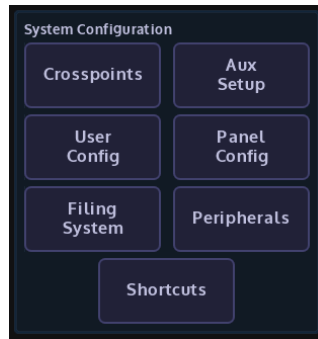 System Configuration
Crosspoints
Aux
Setup
User
Config
Panel
Config
Filing
System
Peripherals
Shortcuts